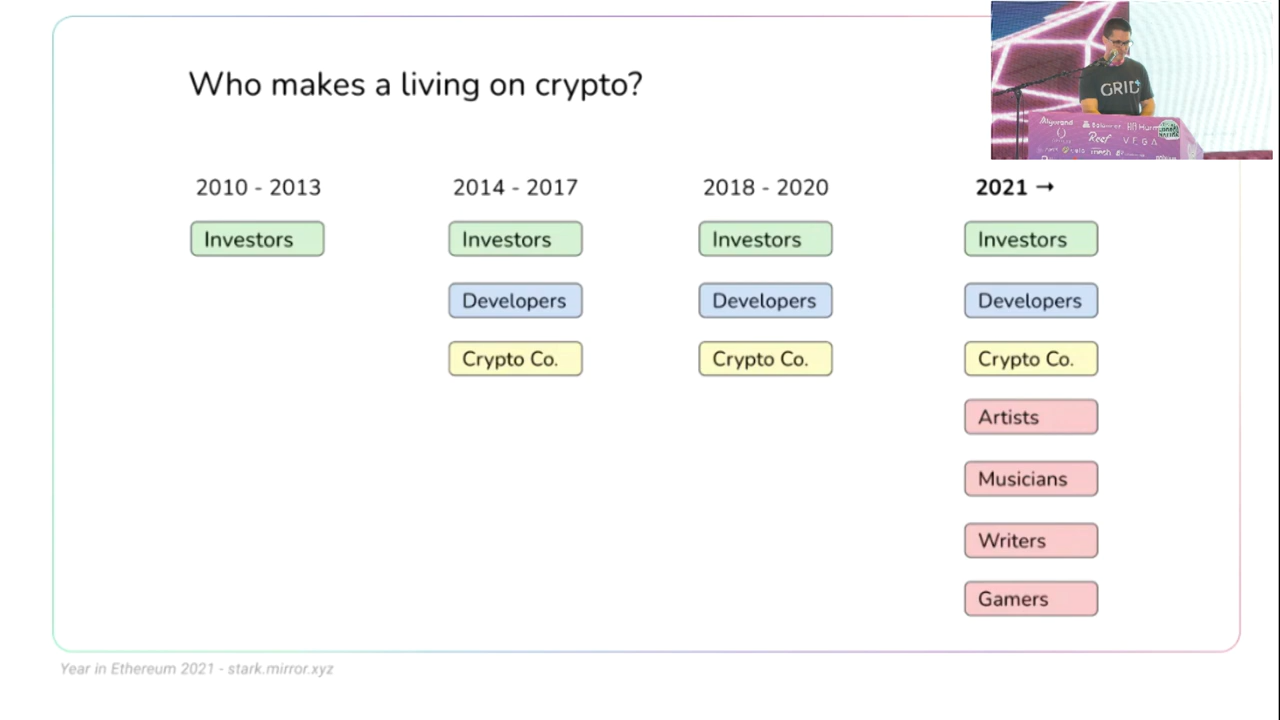 Who makes a living on crypto?
2010 - 2013
2014 - 2017
2018 - 2020
2021 →
Investors
Investors
Investors
Investors
Developers
Developers
Developers
Crypto Co.
Crypto Co.
Crypto Co.
Artists
Musicians
Writers
Gamers
Year in Ethereum 2021 - stark.mirror.xyz
GRID
Algorand
Reef
VEGA